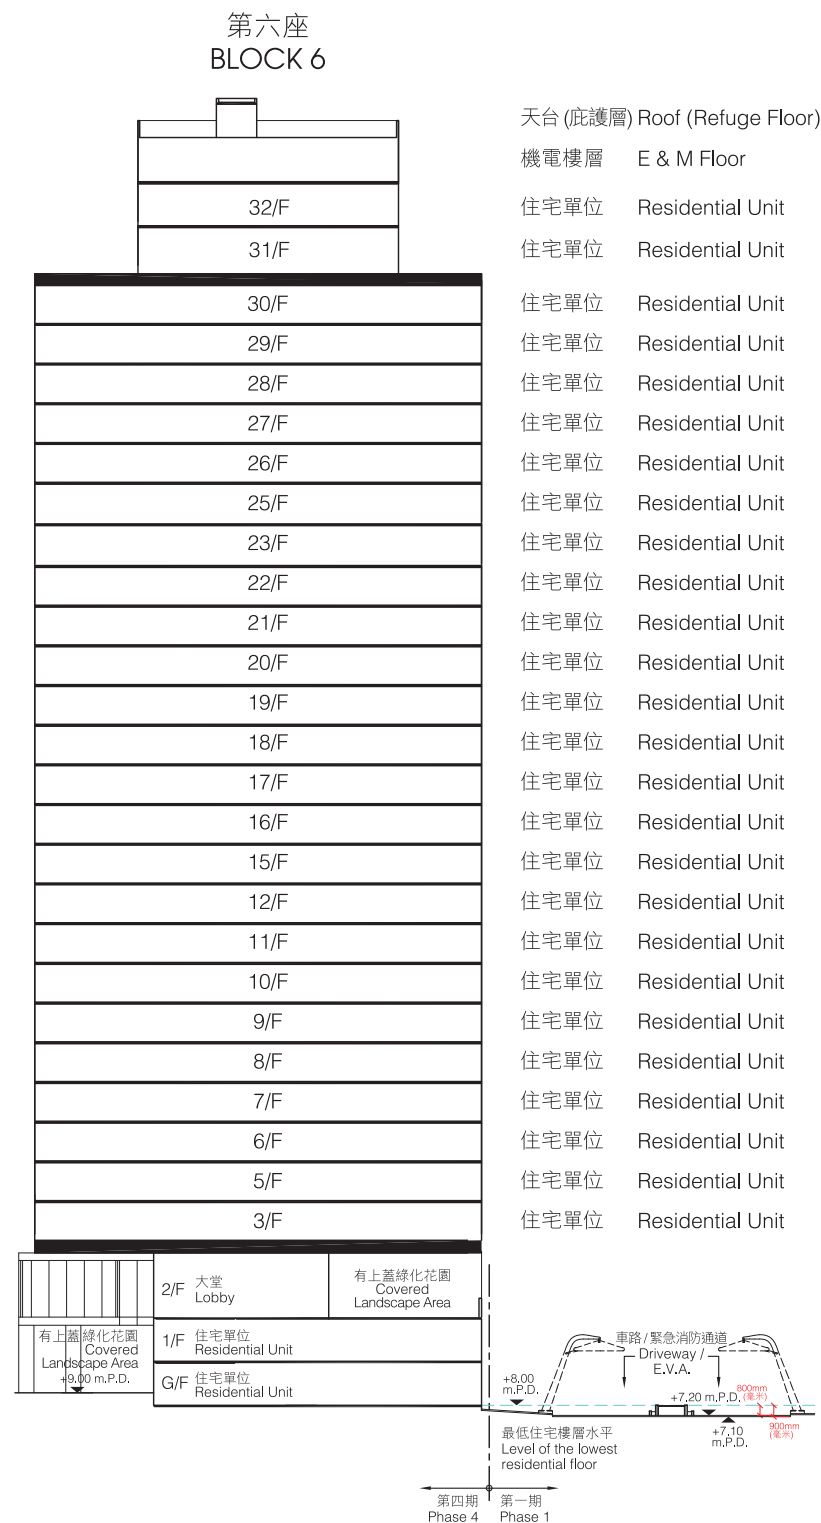 第六座
BLOCK 6
天台 (庇護層) Roof (Refuge Floor)
機電樓層 E & M Floor
32/F 住宅單位 Residential Unit
31/F 住宅單位 Residential Unit
30/F 住宅單位 Residential Unit
29/F 住宅單位 Residential Unit
28/F 住宅單位 Residential Unit
27/F 住宅單位 Residential Unit
26/F 住宅單位 Residential Unit
25/F 住宅單位 Residential Unit
23/F 住宅單位 Residential Unit
22/F 住宅單位 Residential Unit
21/F 住宅單位 Residential Unit
20/F 住宅單位 Residential Unit
19/F 住宅單位 Residential Unit
18/F 住宅單位 Residential Unit
17/F 住宅單位 Residential Unit
16/F 住宅單位 Residential Unit
15/F 住宅單位 Residential Unit
12/F 住宅單位 Residential Unit
11/F 住宅單位 Residential Unit
10/F 住宅單位 Residential Unit
9/F 住宅單位 Residential Unit
8/F 住宅單位 Residential Unit
7/F 住宅單位 Residential Unit
6/F 住宅單位 Residential Unit
5/F 住宅單位 Residential Unit
3/F 住宅單位 Residential Unit
2/F 大堂
Lobby
有上蓋綠化花園
Covered
Landscape Area
1/F 住宅單位
Residential Unit
有上蓋綠化花園
Covered
Landscape Area
+9.00 m.P.D.
G/F 住宅單位
Residential Unit
車路/緊急消防通道
Driveway /
E.V.A.
+8.00
m.P.D.
+7.20 m.P.D.
800mm
(毫米)
900mm
(毫米)
+7.10
m.P.D.
最低住宅樓層水平
Level of the lowest
residential floor
第四期
Phase 4
第一期
Phase 1